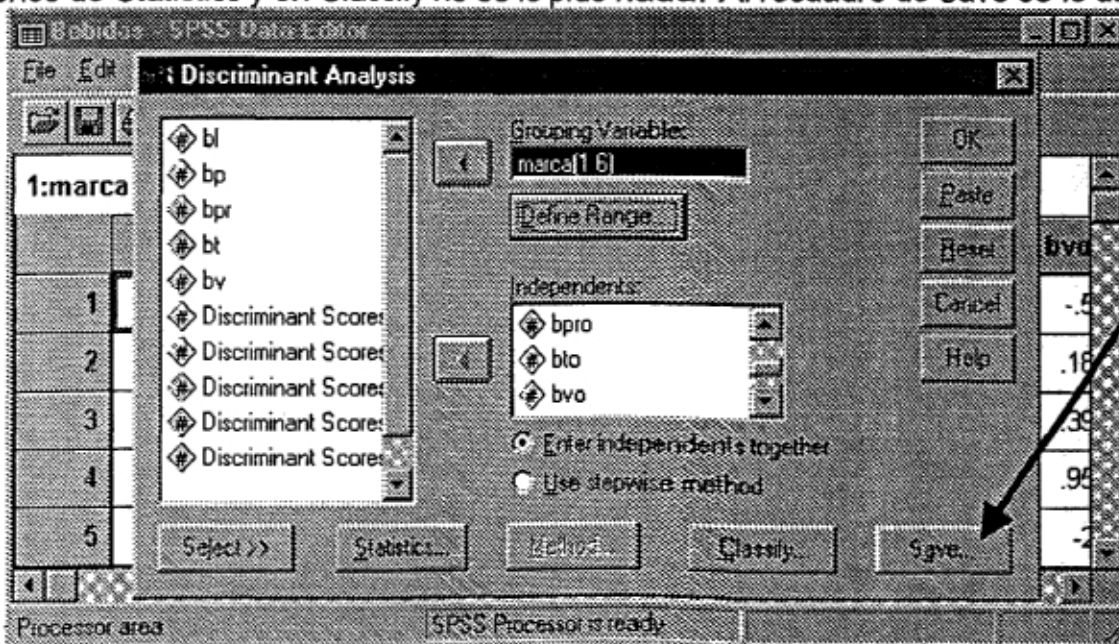 Bebidas - SPSS Data Editor
File Edit
Discriminant Analysis
1:marca
bl
bp
bpr
bt
bv
Discriminant Scores
Discriminant Scores
Discriminant Scores
Discriminant Scores
Discriminant Scores
Grouping Variable:
marca(1 6)
Define Range...
Independents:
bpro
bto
bvo
Enter independents together
Use stepwise method
OK
Paste
Reset
Cancel
Help
bvo
1
2
3
4
5
-.5
.18
.39
.95
-.2
Select >>
Statistics...
Method...
Classify...
Save...
Processor area
SPSS Processor is ready